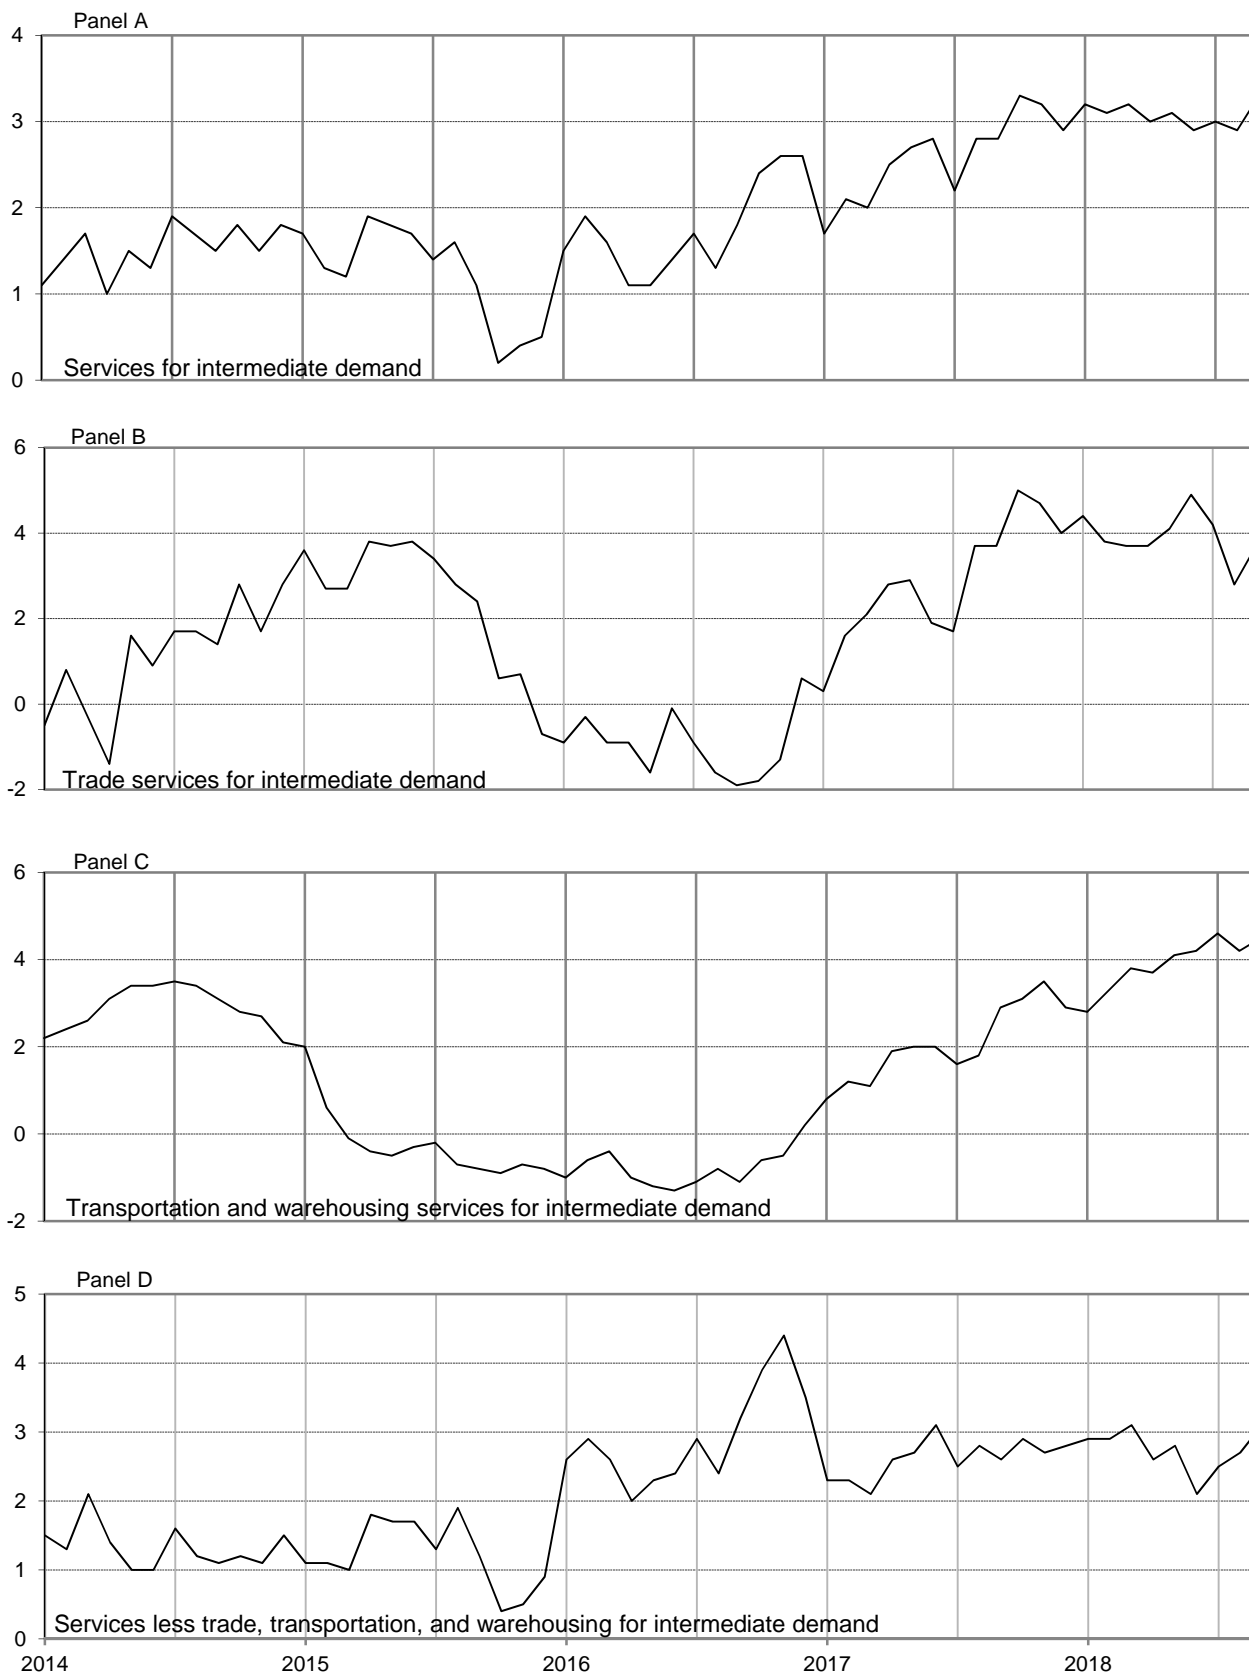 Panel A
4
3
2
1
0
Services for intermediate demand
Panel B
6
4
2
0
-2
Trade services for intermediate demand
Panel C
6
4
2
0
-2
Transportation and warehousing services for intermediate demand
Panel D
5
4
3
2
1
0
Services less trade, transportation, and warehousing for intermediate demand
2014 2015 2016 2017 2018